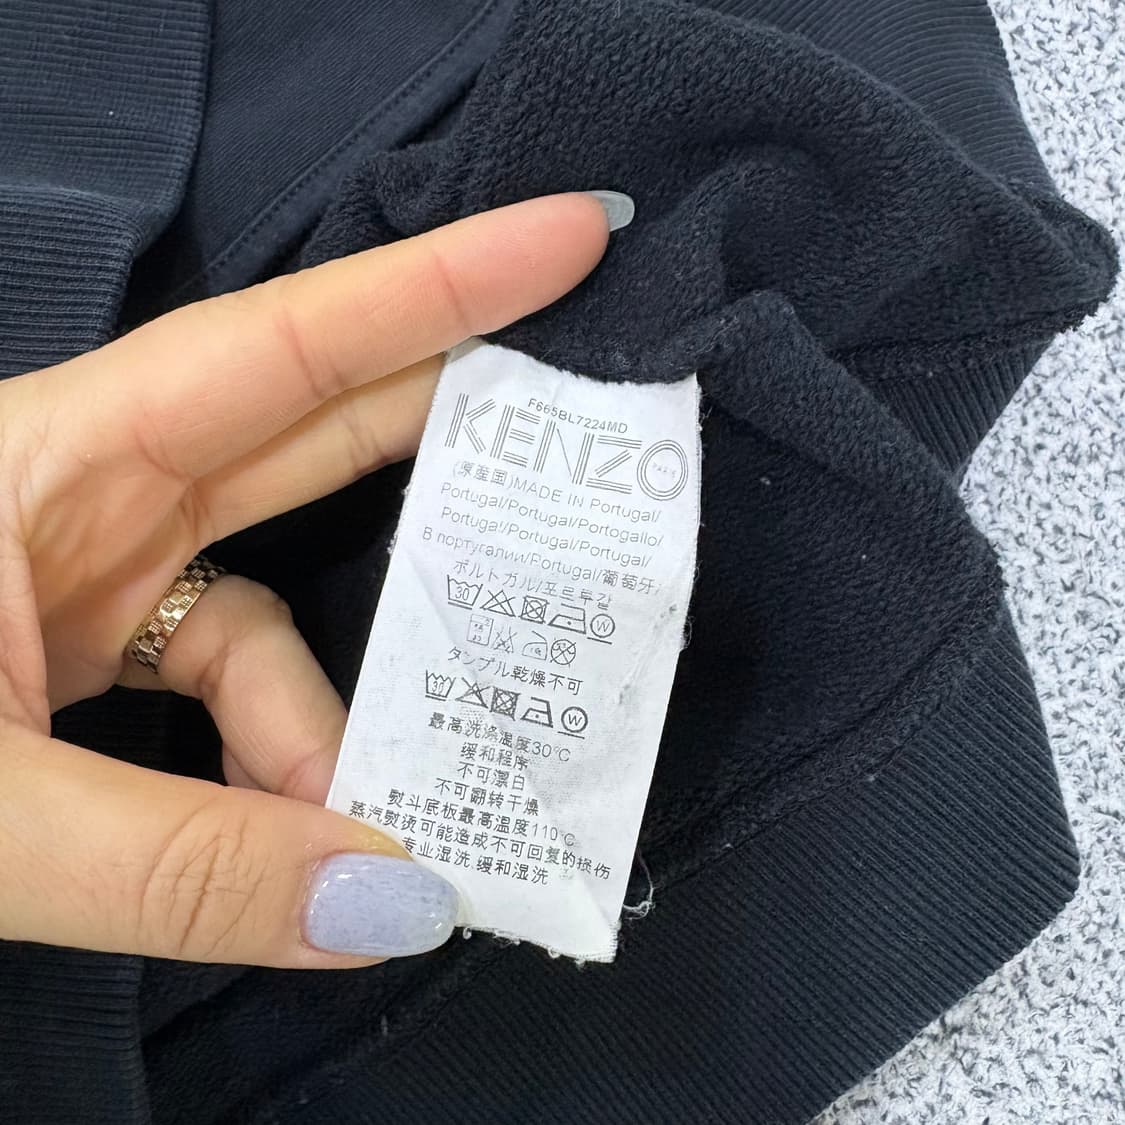 F665BL7224MD
KENZO
PARIS
(原産国)MADE IN Portugal/
Portugal/Portugal/Portogallo/
Portugal/Portugal/Portugal/
В португалии/Portugal/葡萄牙/
ポルトガル/포르투갈
30 W
タンブル乾燥不可
30 W
最高洗涤温度30°C
缓和程序
不可漂白
不可翻转干燥
熨斗底板最高温度110°C
蒸汽熨烫可能造成不可回复的损伤
专业湿洗,缓和湿洗